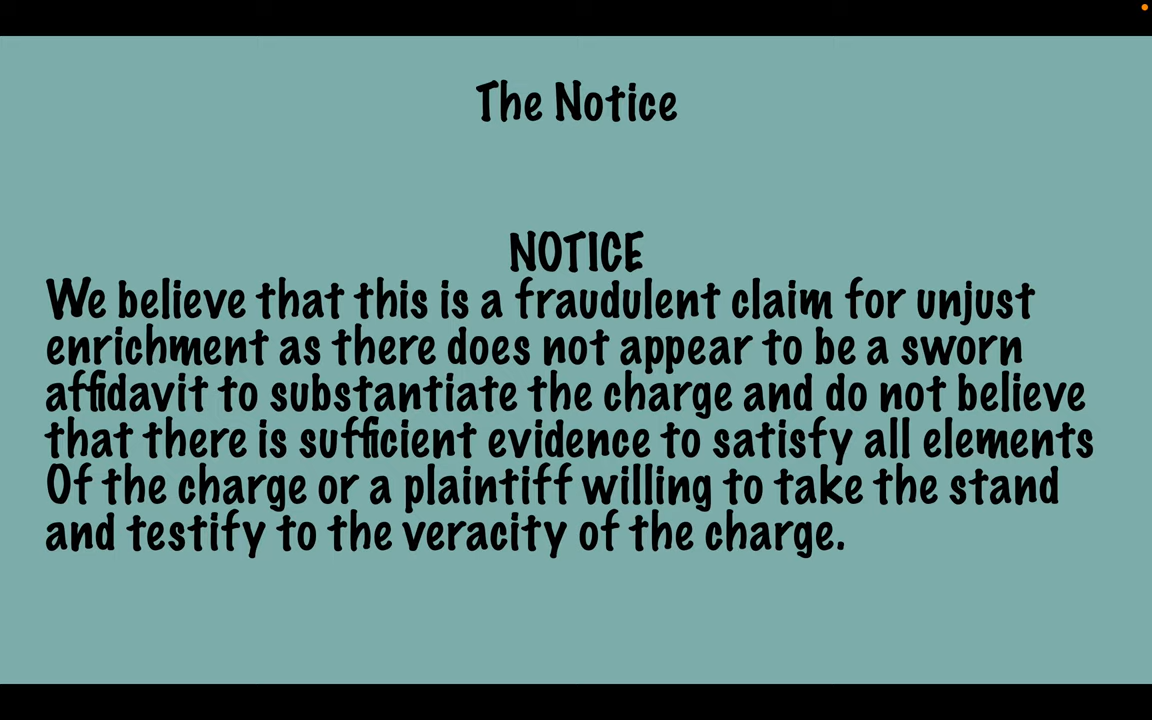 The Notice
NOTICE
We believe that this is a fraudulent claim for unjust
enrichment as there does not appear to be a sworn
affidavit to substantiate the charge and do not believe
that there is sufficient evidence to satisfy all elements
Of the charge or a plaintiff willing to take the stand
and testify to the veracity of the charge.